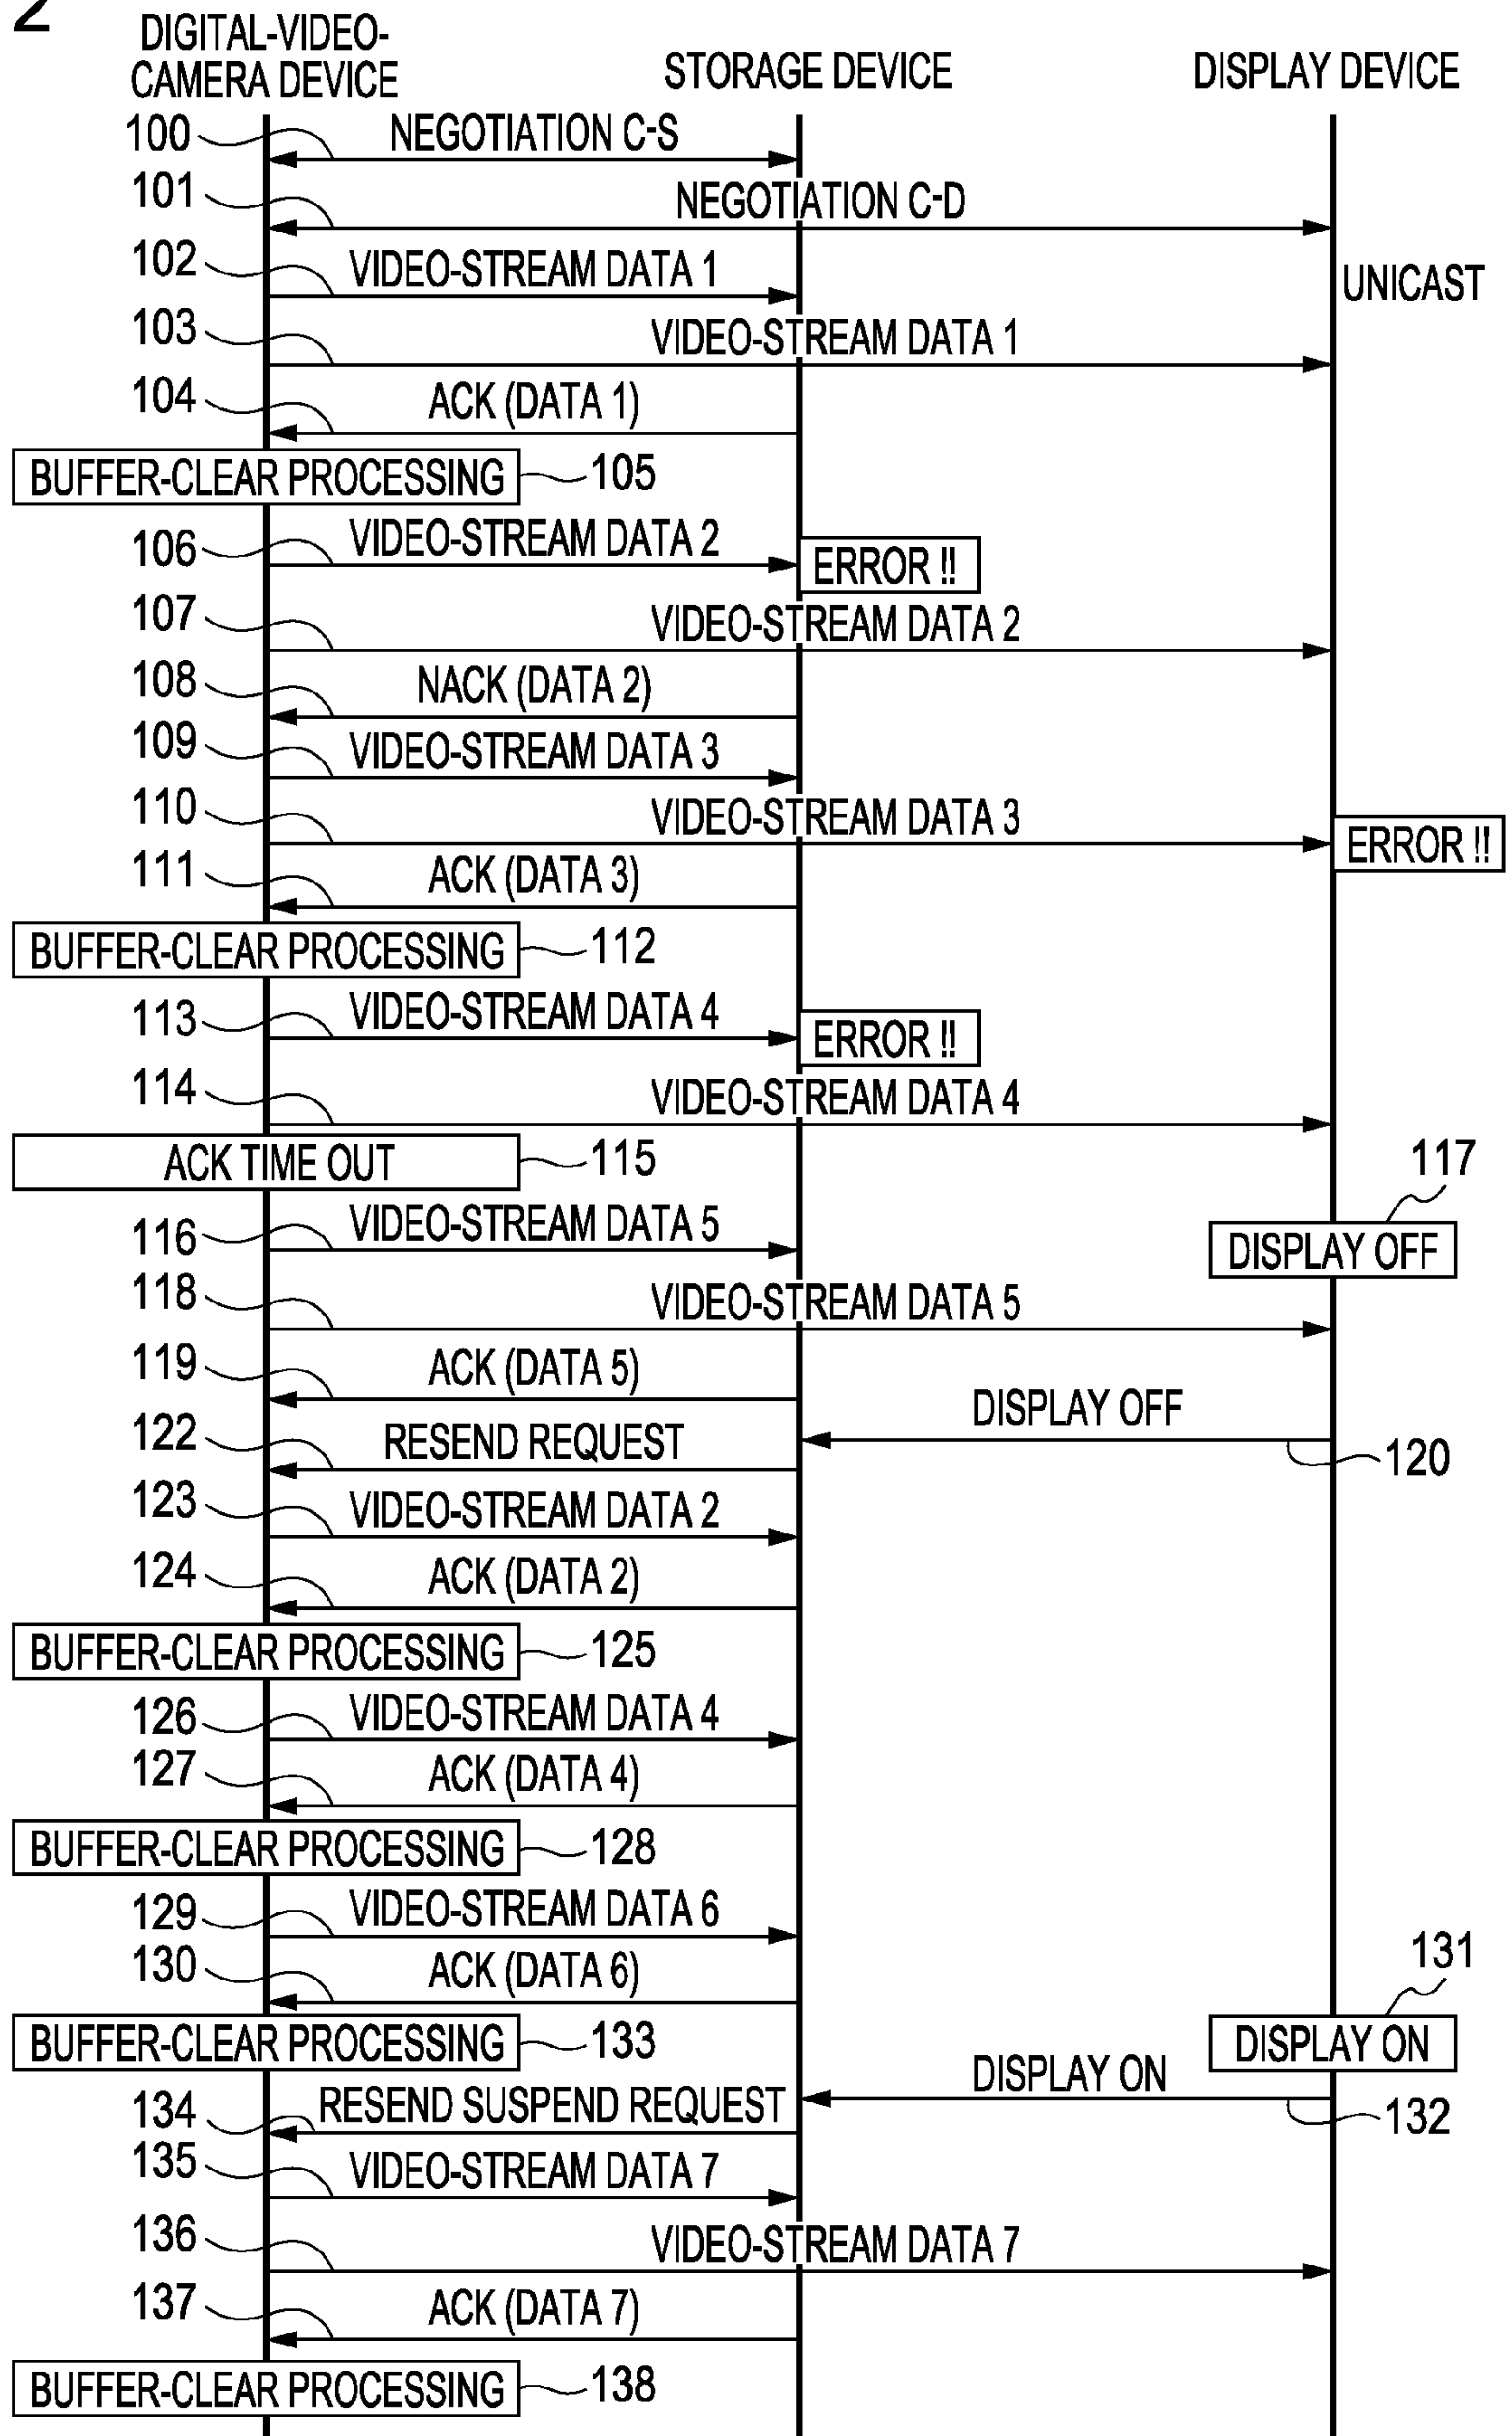 2
DIGITAL-VIDEO-
CAMERA DEVICE
STORAGE DEVICE
DISPLAY DEVICE
100
NEGOTIATION C-S
101
NEGOTIATION C-D
102
VIDEO-STREAM DATA 1
UNICAST
103
VIDEO-STREAM DATA 1
104
ACK (DATA 1)
BUFFER-CLEAR PROCESSING
105
106
VIDEO-STREAM DATA 2
ERROR !!
107
VIDEO-STREAM DATA 2
108
NACK (DATA 2)
109
VIDEO-STREAM DATA 3
110
VIDEO-STREAM DATA 3
ERROR !!
111
ACK (DATA 3)
BUFFER-CLEAR PROCESSING
112
113
VIDEO-STREAM DATA 4
ERROR !!
114
VIDEO-STREAM DATA 4
ACK TIME OUT
115
117
116
VIDEO-STREAM DATA 5
DISPLAY OFF
118
VIDEO-STREAM DATA 5
119
ACK (DATA 5)
DISPLAY OFF
120
122
RESEND REQUEST
123
VIDEO-STREAM DATA 2
124
ACK (DATA 2)
BUFFER-CLEAR PROCESSING
125
126
VIDEO-STREAM DATA 4
127
ACK (DATA 4)
BUFFER-CLEAR PROCESSING
128
129
VIDEO-STREAM DATA 6
130
ACK (DATA 6)
131
BUFFER-CLEAR PROCESSING
133
DISPLAY ON
DISPLAY ON
132
134
RESEND SUSPEND REQUEST
135
VIDEO-STREAM DATA 7
136
VIDEO-STREAM DATA 7
137
ACK (DATA 7)
BUFFER-CLEAR PROCESSING
138